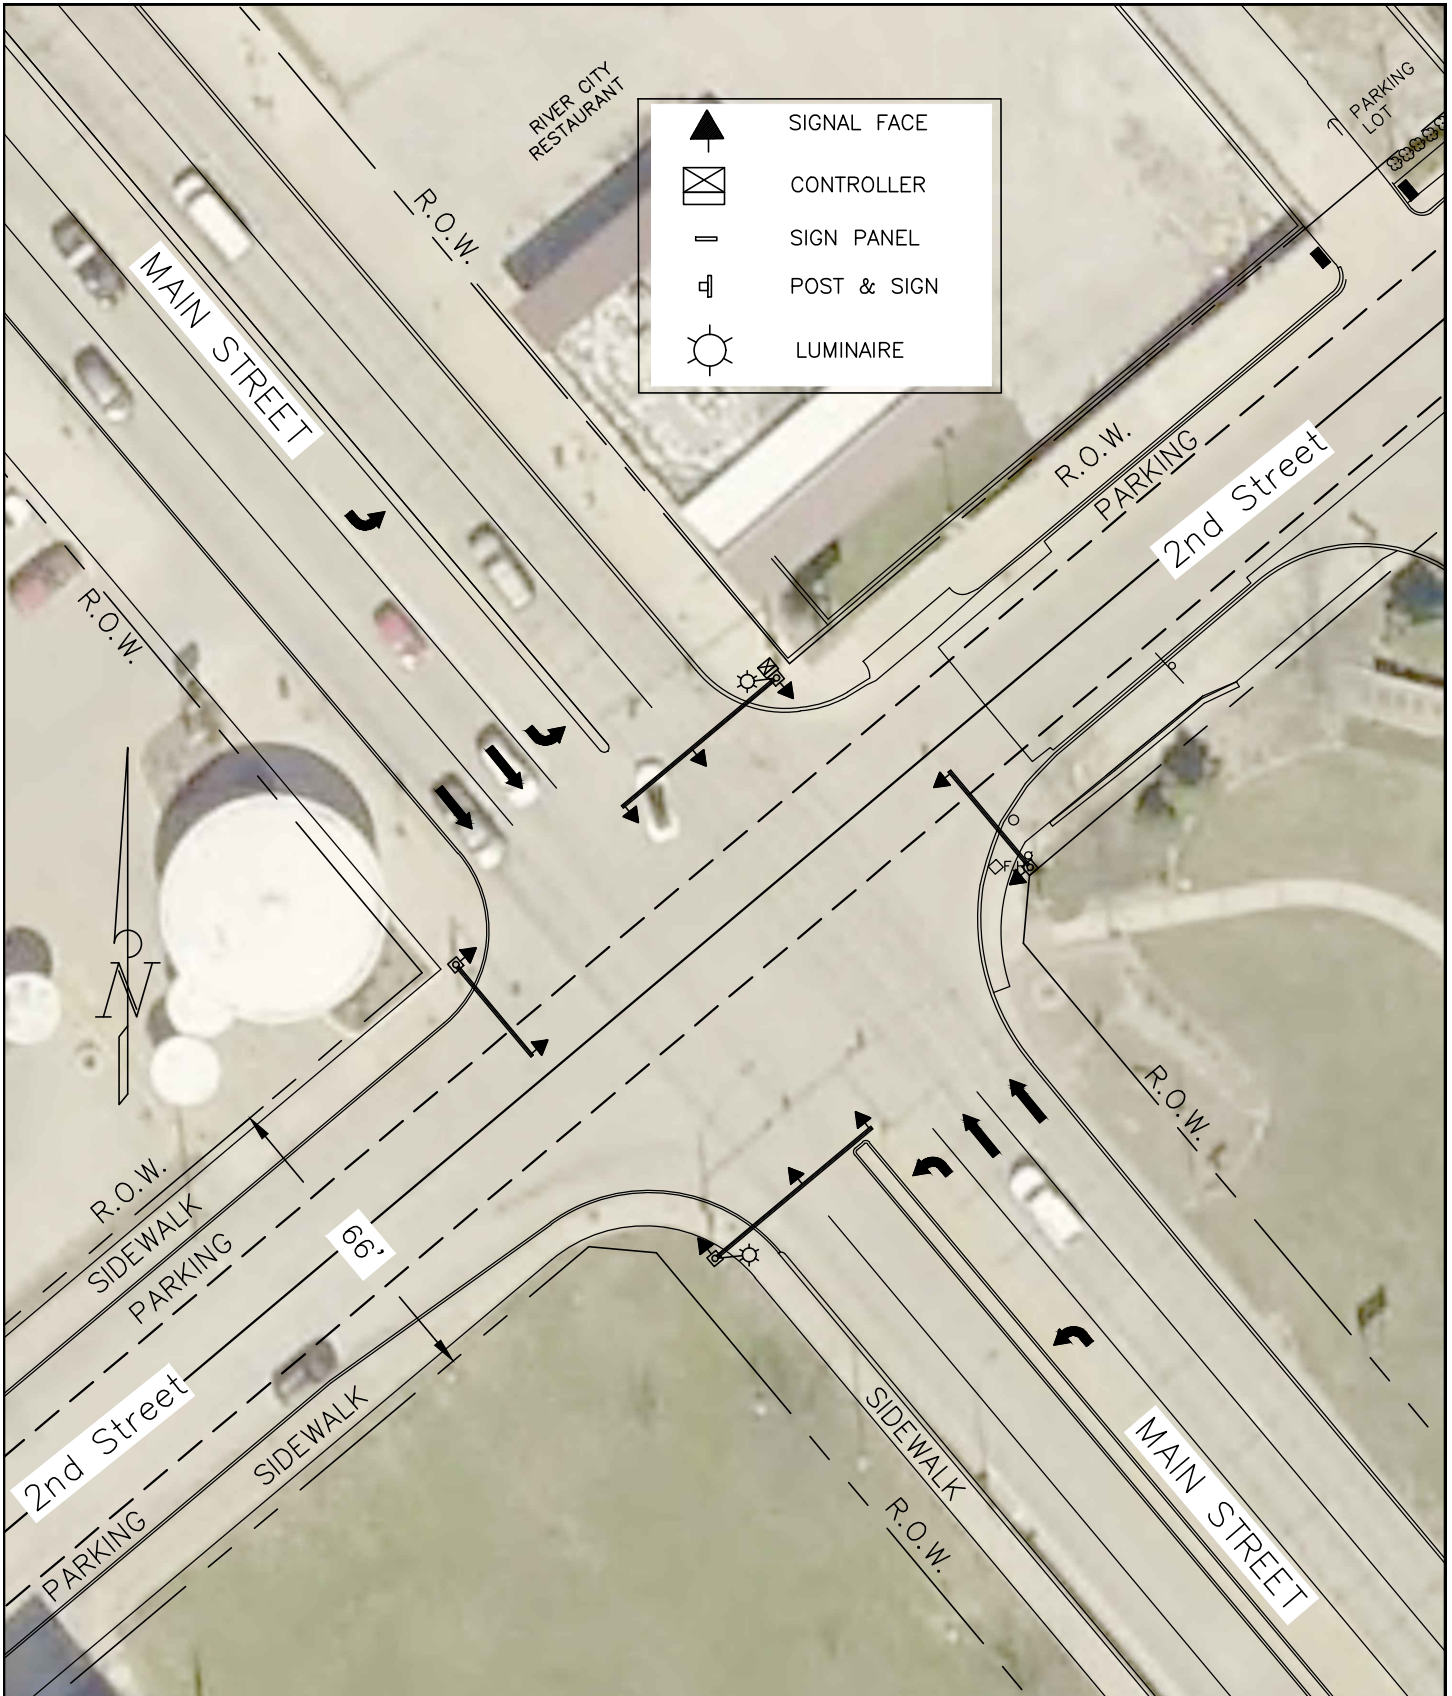 RIVER CITY
RESTAURANT
SIGNAL FACE
CONTROLLER
SIGN PANEL
POST & SIGN
LUMINAIRE
PARKING
LOT
R.O.W.
MAIN STREET
R.O.W.
PARKING
2nd Street
R.O.W.
F
N
R.O.W.
R.O.W.
SIDEWALK
PARKING
66'
2nd Street
SIDEWALK
PARKING
SIDEWALK
R.O.W.
MAIN STREET